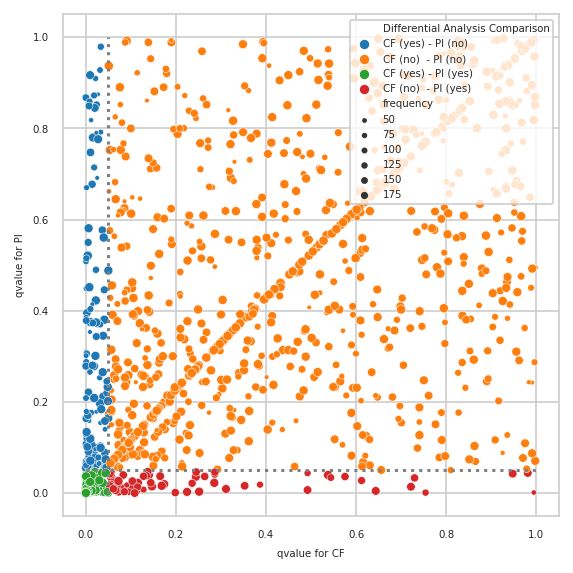 Differential Analysis Comparison
CF (yes) - PI (no)
CF (no)  - PI (no)
CF (yes) - PI (yes)
CF (no)  - PI (yes)
frequency
50
75
100
125
150
175
qvalue for PI
1.0
0.8
0.6
0.4
0.2
0.0
0.0 0.2 0.4 0.6 0.8 1.0
qvalue for CF